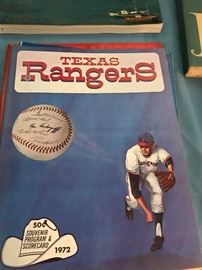 TEXAS
RANGERS
50¢
SOUVENIR
PROGRAM &
SCORECARD
1972